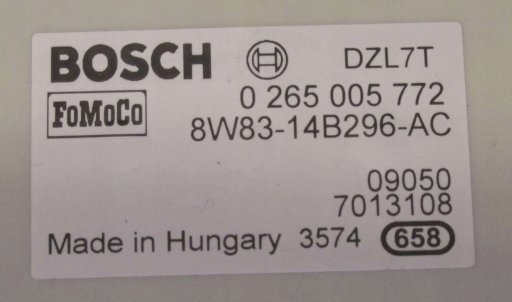 BOSCH DZL7T
0 265 005 772
FoMoCo
8W83-14B296-AC
09050
7013108
Made in Hungary 3574 658